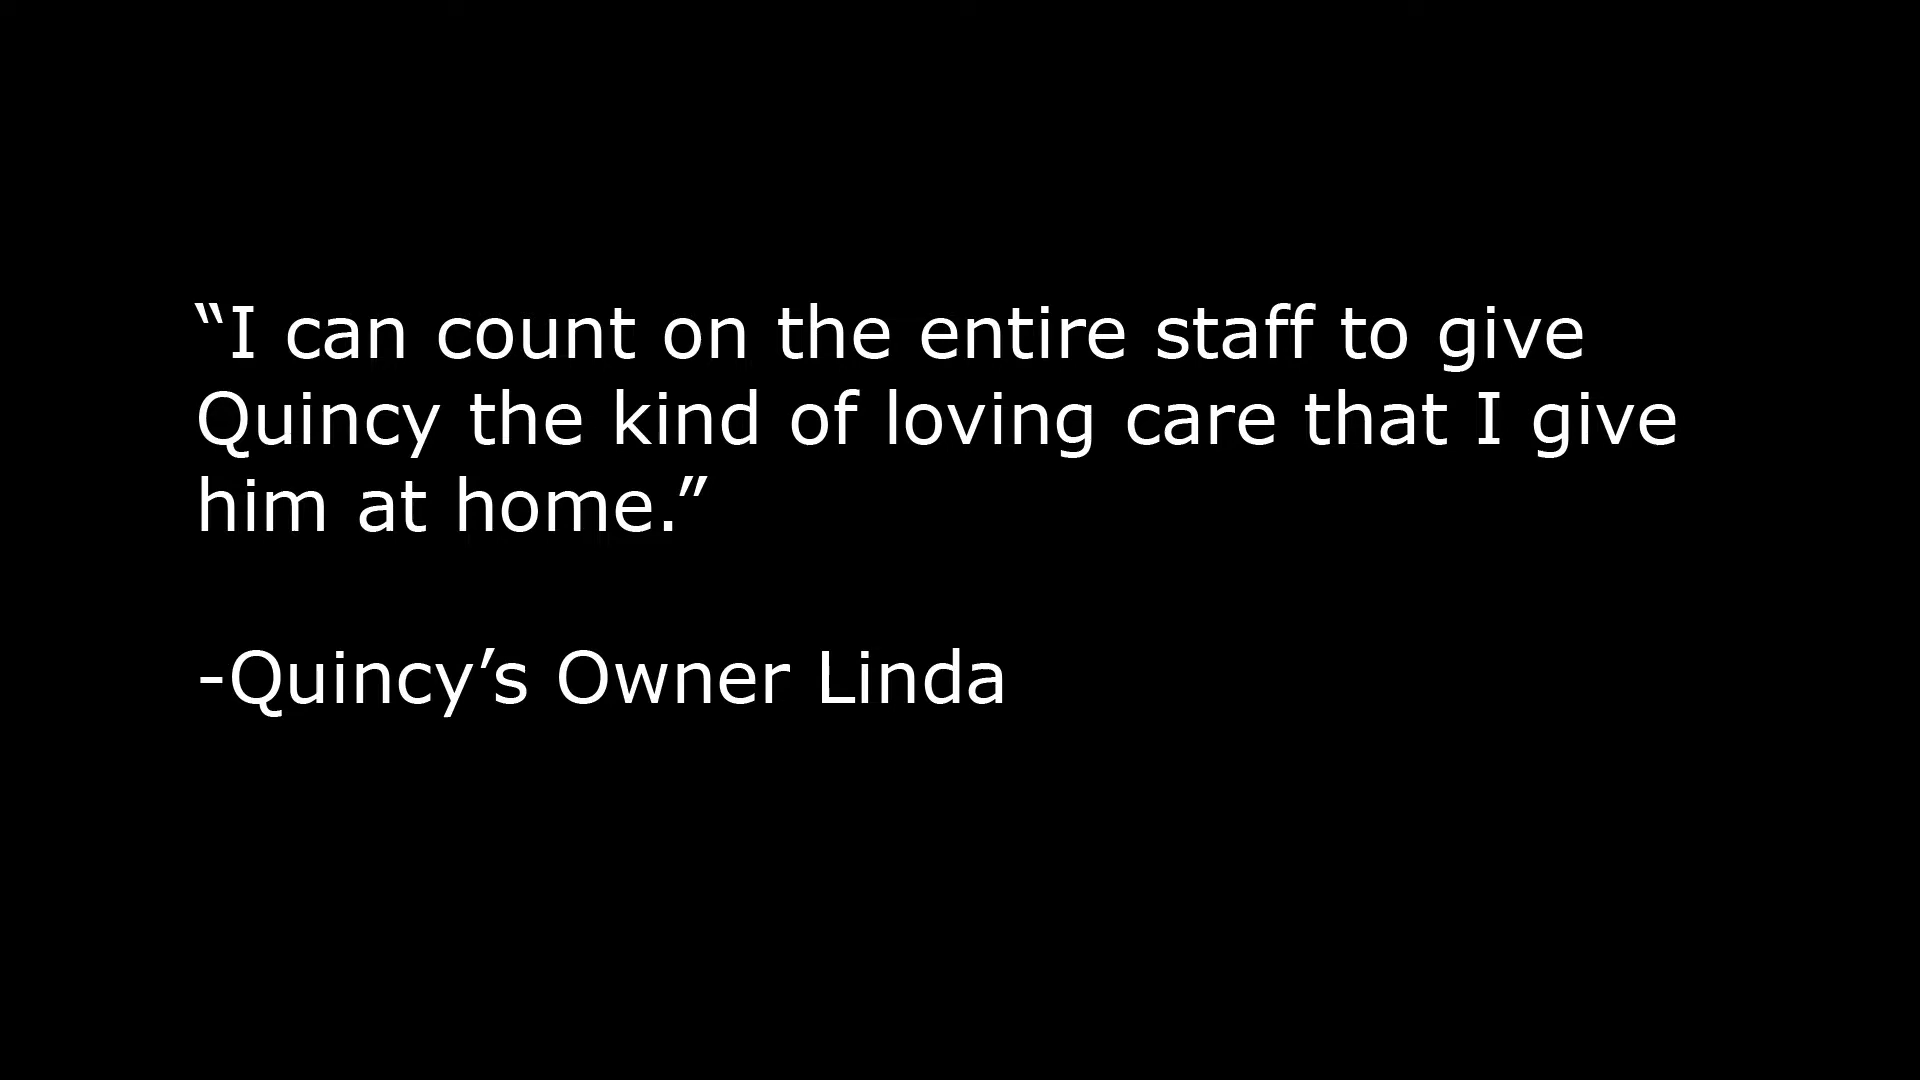 “I can count on the entire staff to give
Quincy the kind of loving care that I give
him at home.”
-Quincy’s Owner Linda